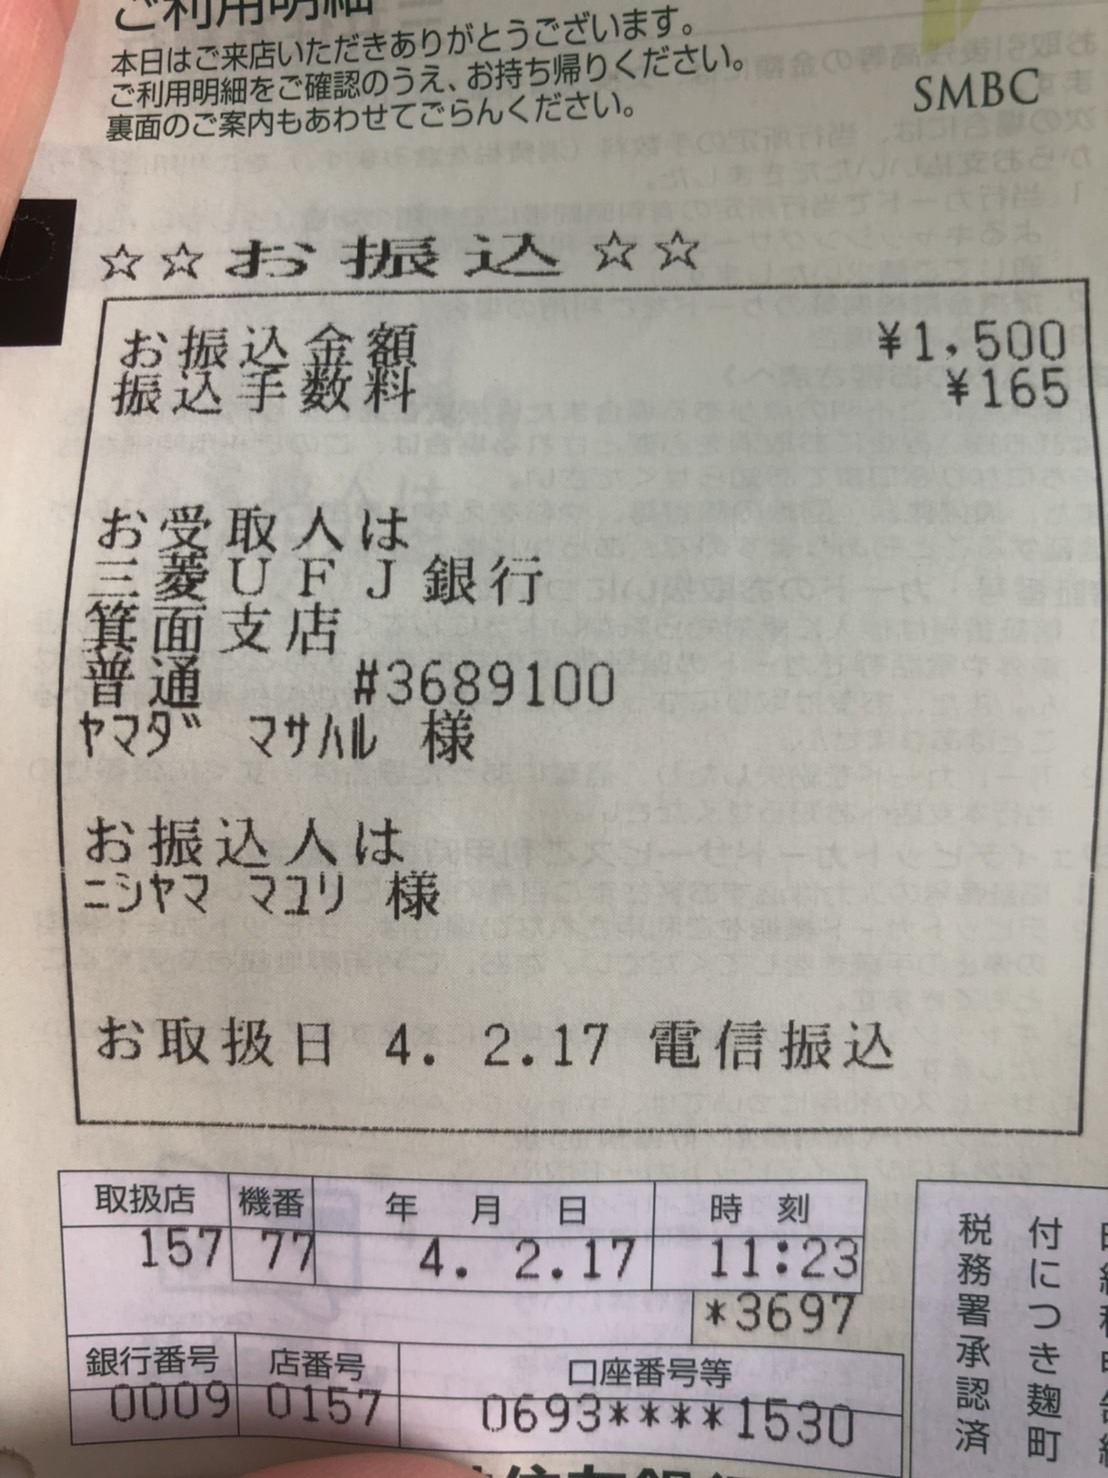 ご利用明細
本日はご来店いただきありがとうございます。
ご利用明細をご確認のうえ、お持ち帰りください。
裏面のご案内もあわせてごらんください。
SMBC
☆☆お振込☆☆
お振込金額 ¥1,500
振込手数料 ¥165
お受取人は
三菱UFJ銀行
箕面支店
普通 #3689100
ヤマダ マサハル 様
お振込人は
ニシヤマ マユリ 様
お取扱日 4. 2.17 電信振込
取扱店 機番 年 月 日 時 刻
157 77 4. 2.17 11:23
*3697
銀行番号 店番号 口座番号等
0009 0157 0693****1530
付につき麹町
税務署承認済